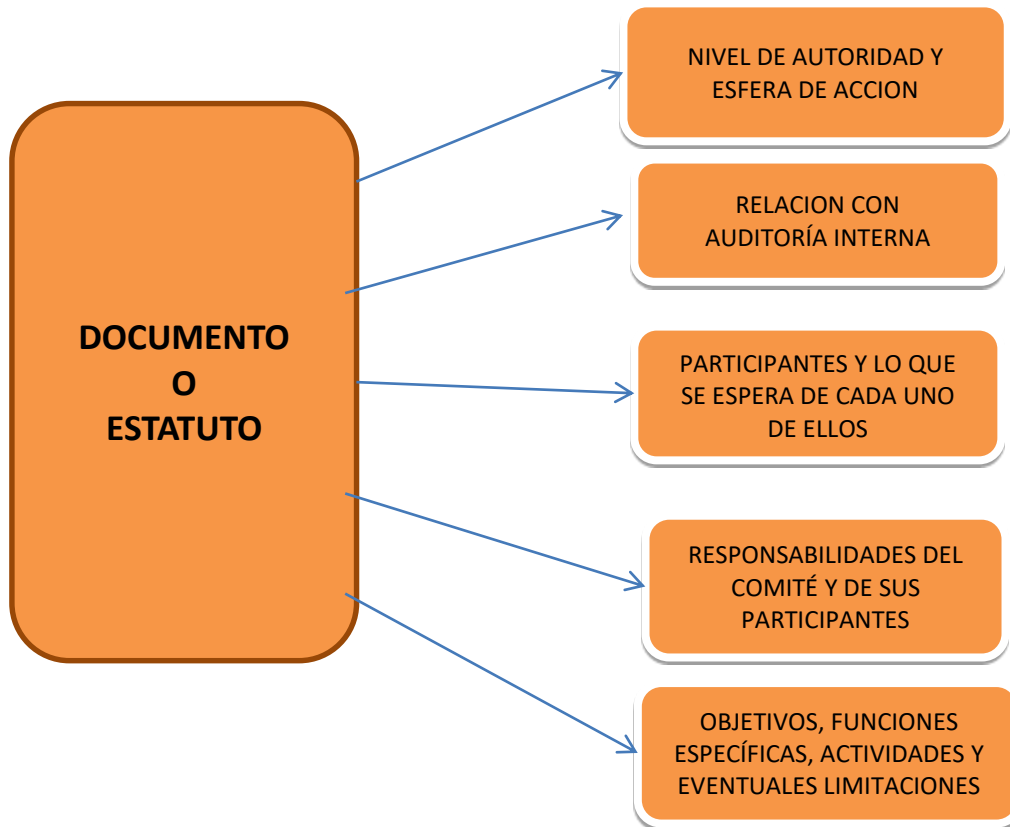 NIVEL DE AUTORIDAD Y
ESFERA DE ACCION
RELACION CON
AUDITORÍA INTERNA
DOCUMENTO
O
ESTATUTO
PARTICIPANTES Y LO QUE
SE ESPERA DE CADA UNO
DE ELLOS
RESPONSABILIDADES DEL
COMITÉ Y DE SUS
PARTICIPANTES
OBJETIVOS, FUNCIONES
ESPECÍFICAS, ACTIVIDADES Y
EVENTUALES LIMITACIONES